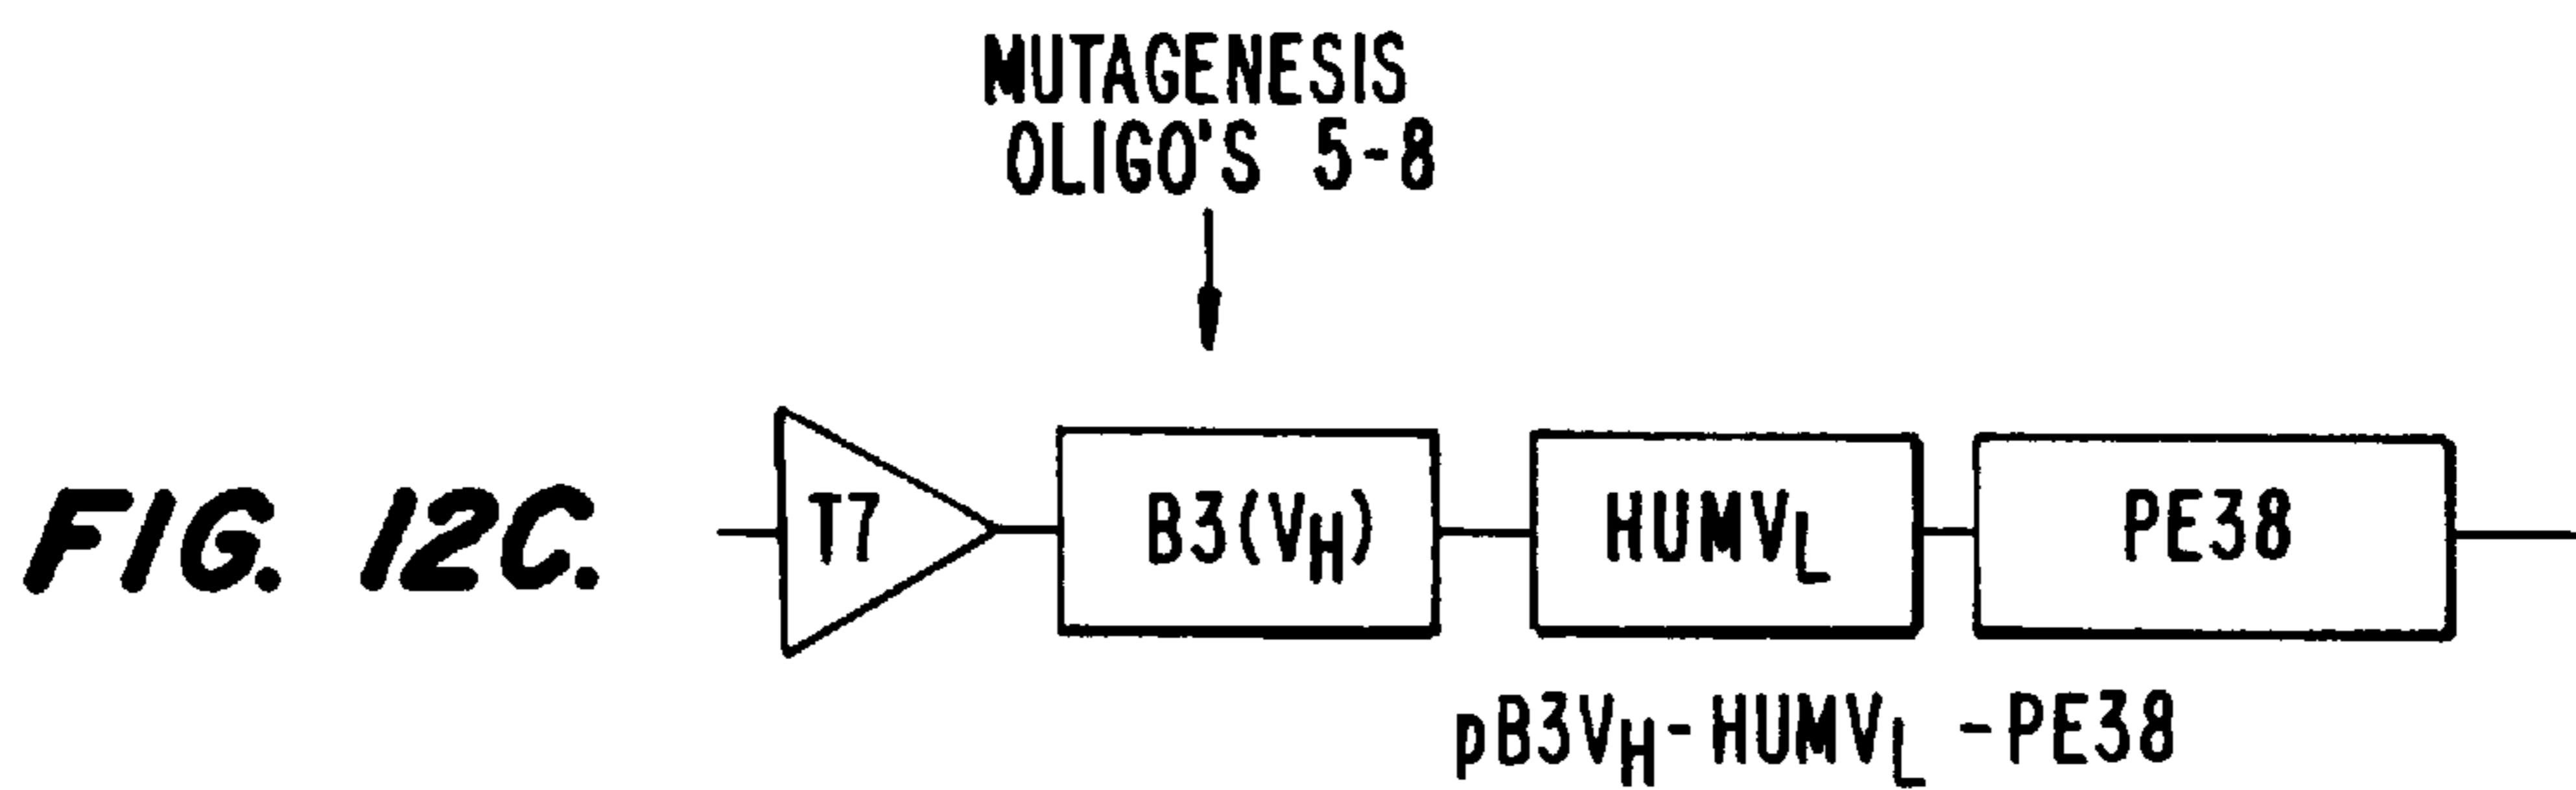 MUTAGENESIS
OLIGO'S 5-8
FIG. 12C.
T7
B3(VH)
HUMVL
PE38
pB3VH-HUMVL-PE38